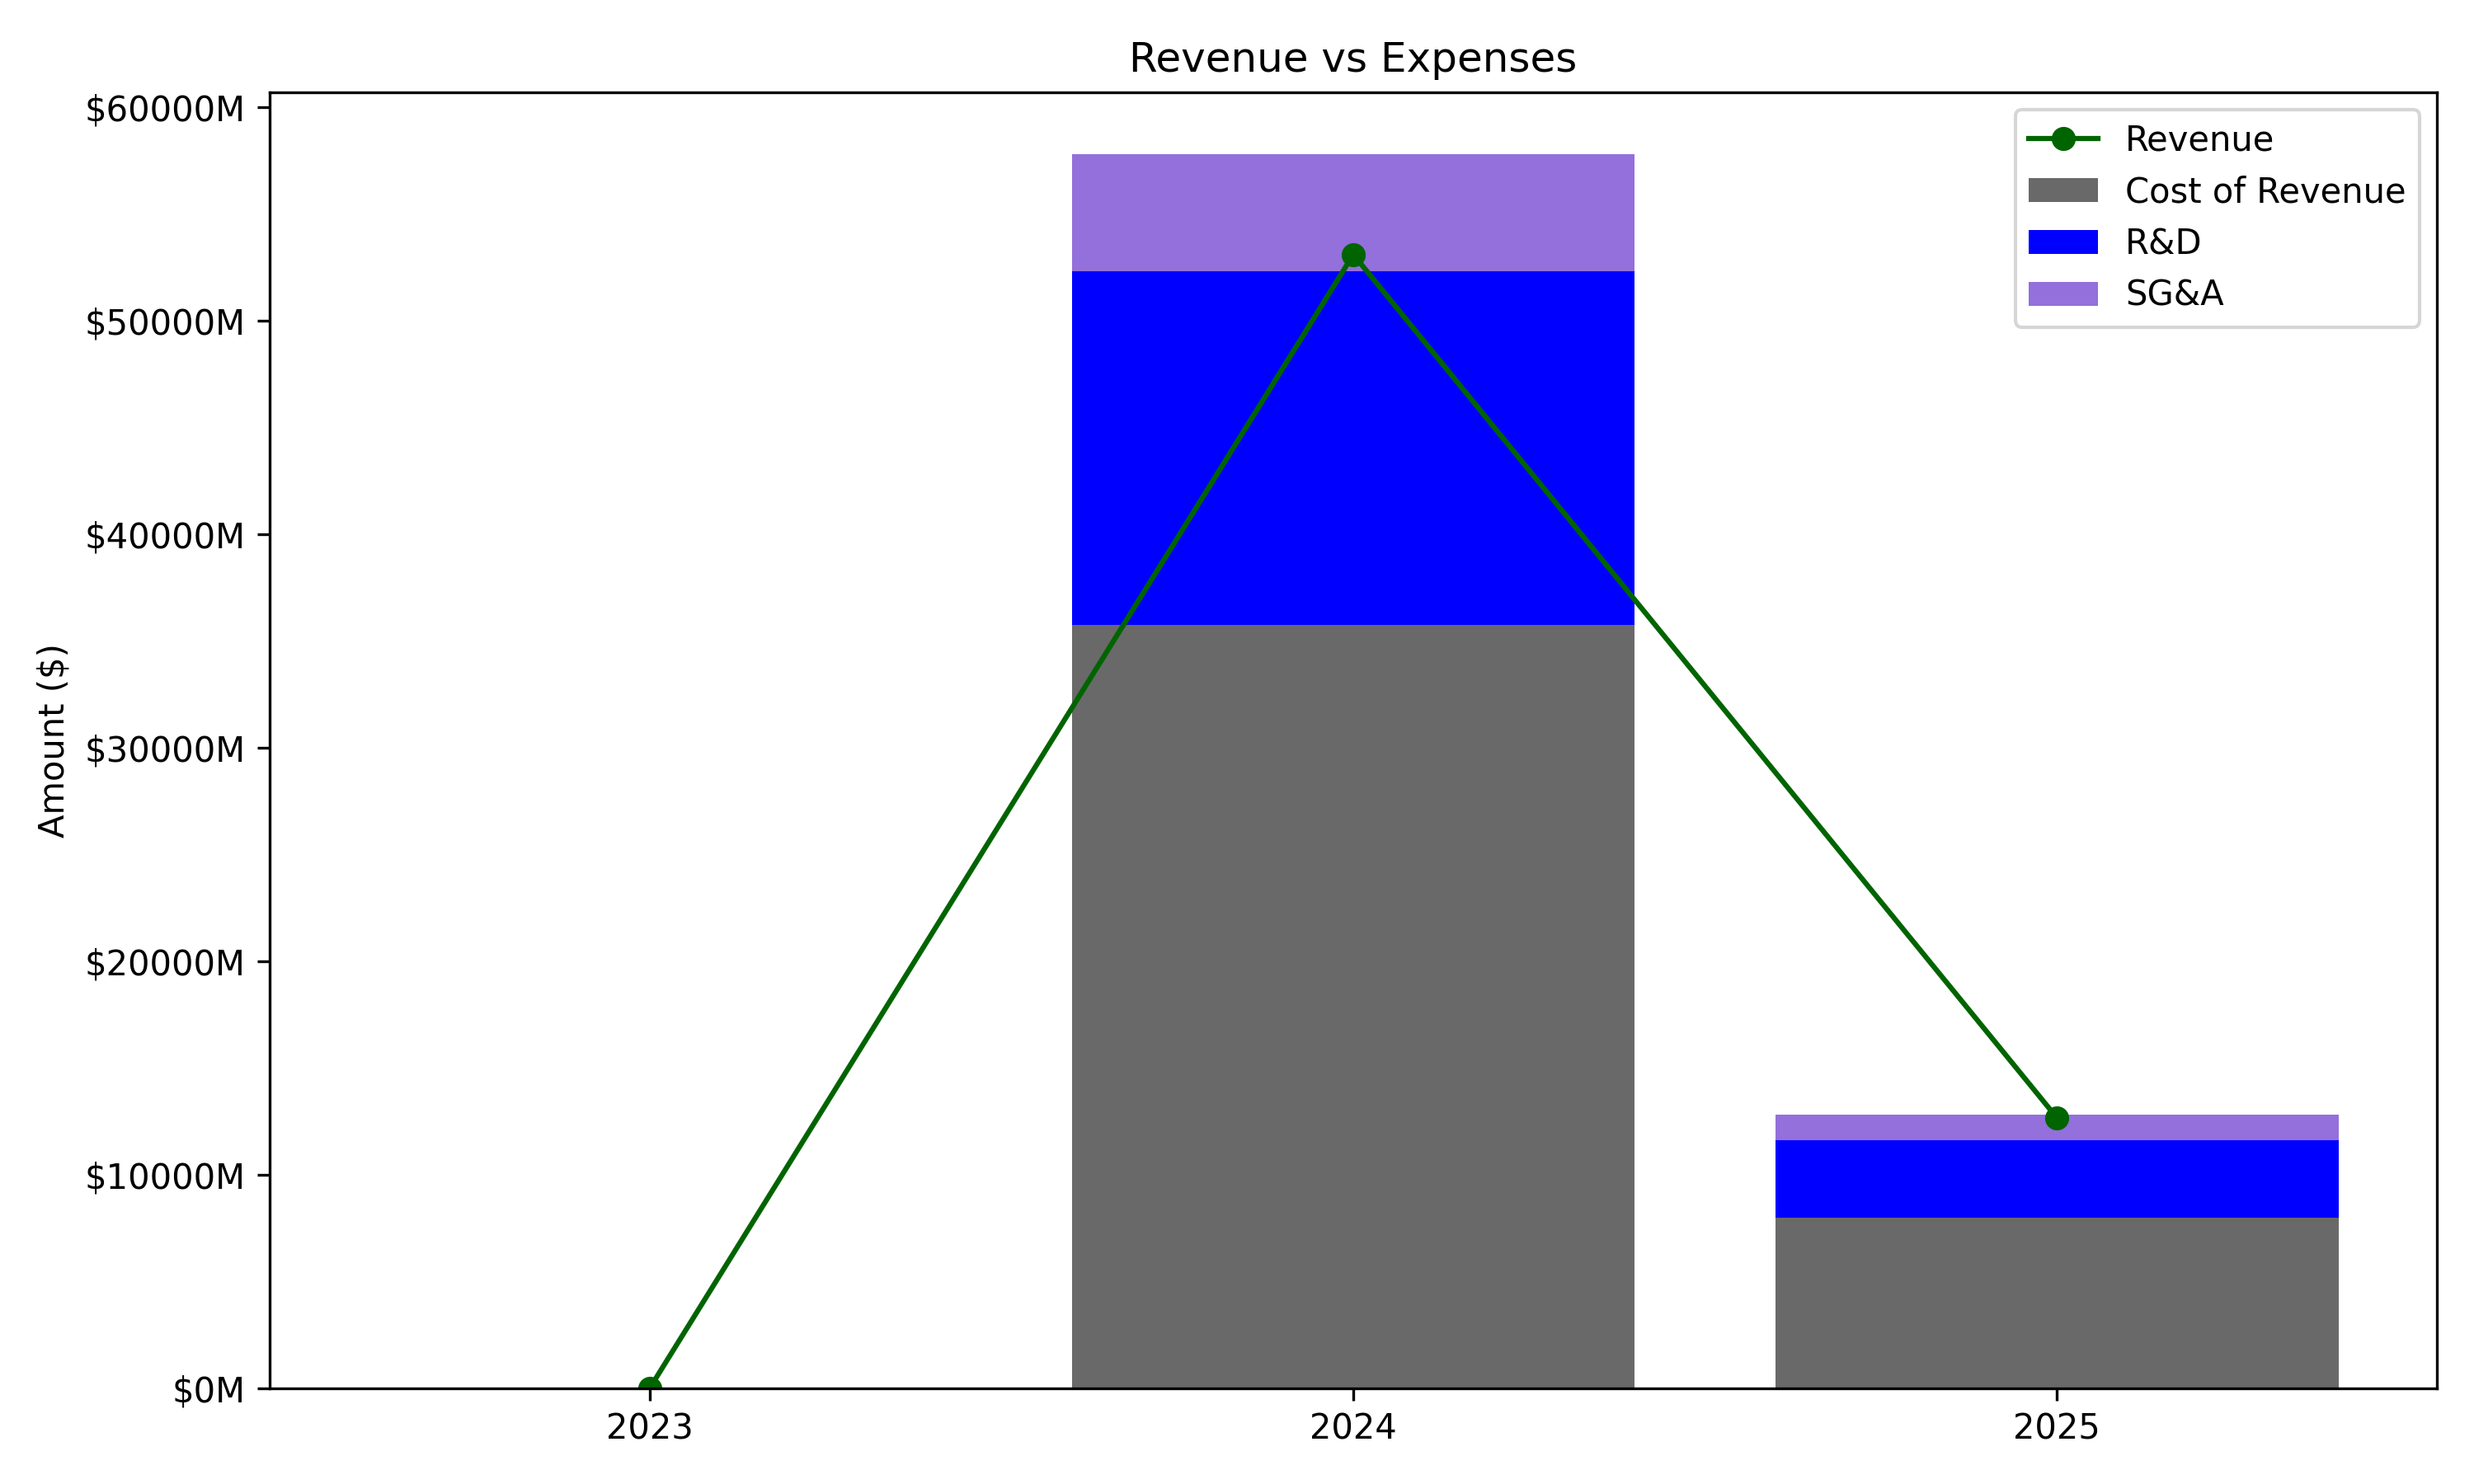 Revenue vs Expenses
$60000M
$50000M
$40000M
$30000M
$20000M
$10000M
$0M
Amount ($)
2023
2024
2025
Revenue
Cost of Revenue
R&D
SG&A